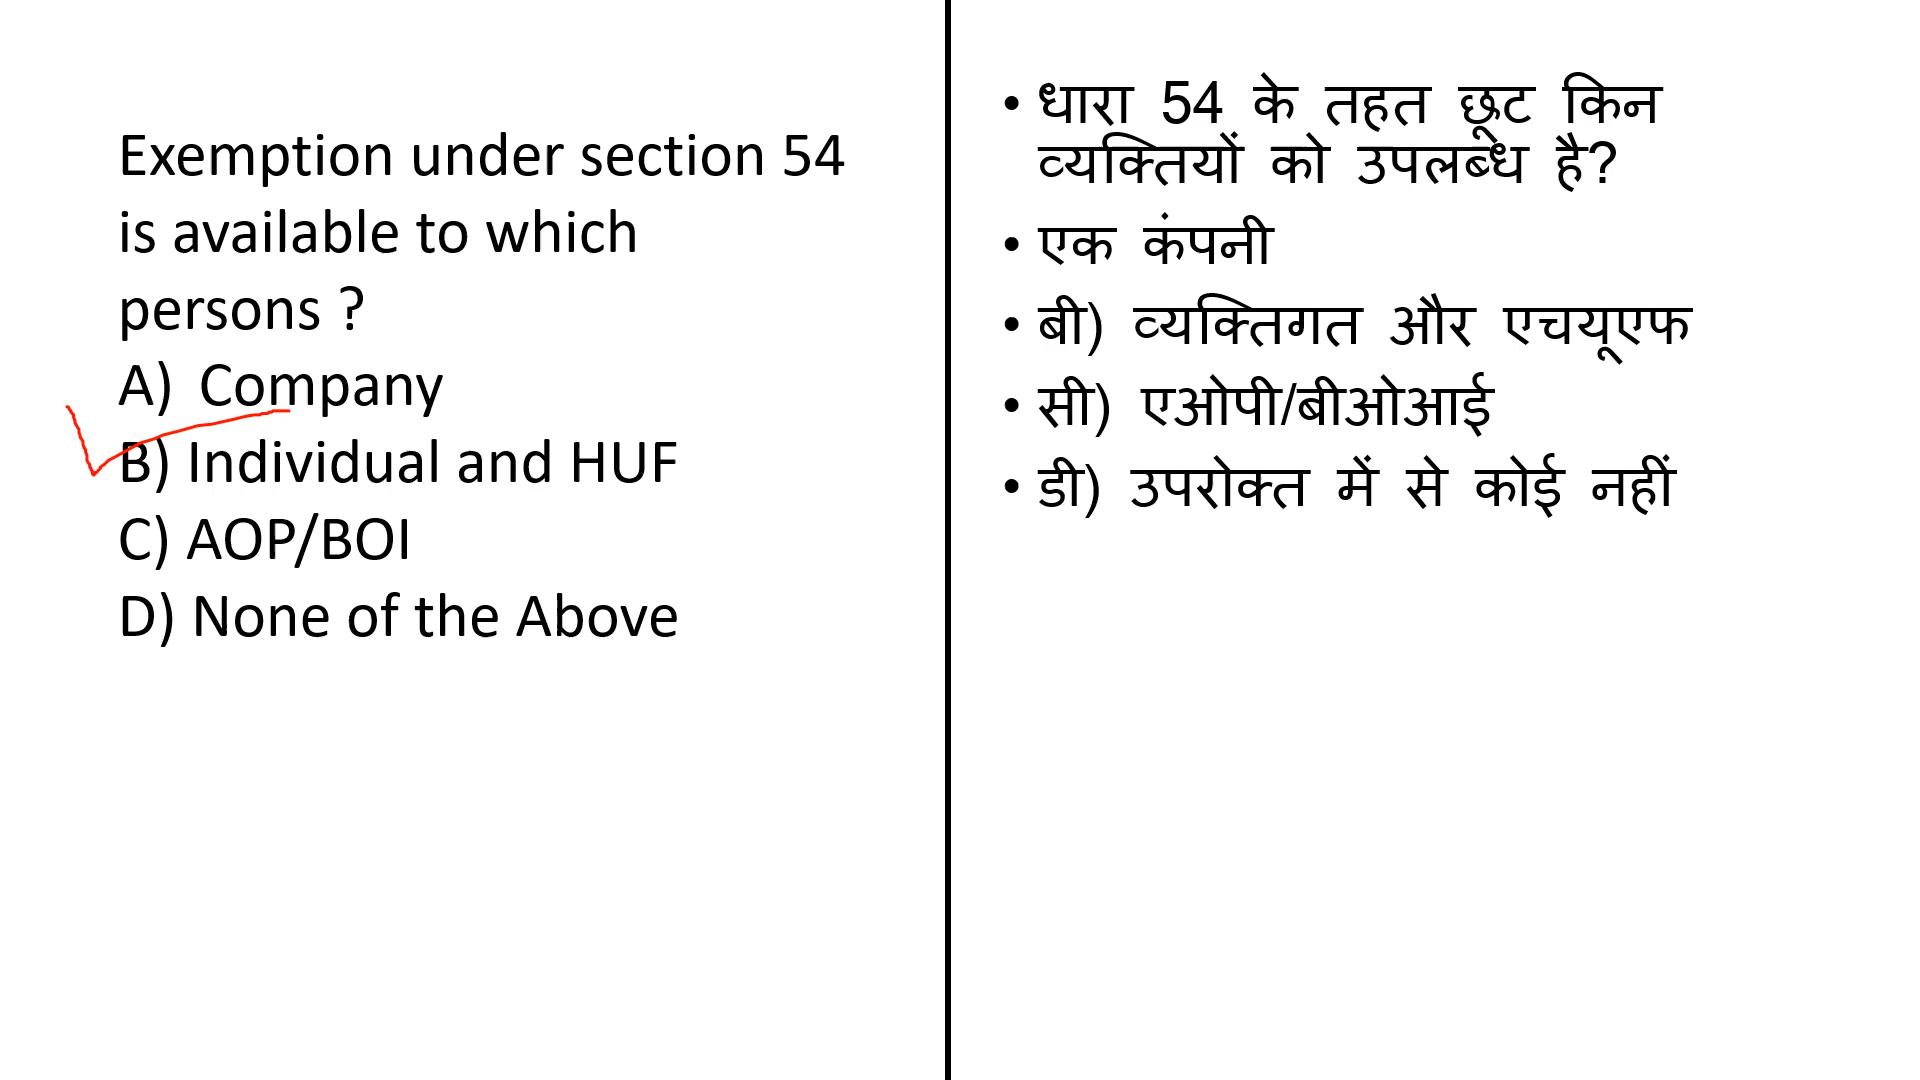 Exemption under section 54
is available to which
persons ?
A) Company
B) Individual and HUF
C) AOP/BOI
D) None of the Above
• धारा 54 के तहत छूट किन
व्यक्तियों को उपलब्ध है?
• एक कंपनी
• बी) व्यक्तिगत और एचयूएफ
• सी) एओपी/बीओआई
• डी) उपरोक्त में से कोई नहीं